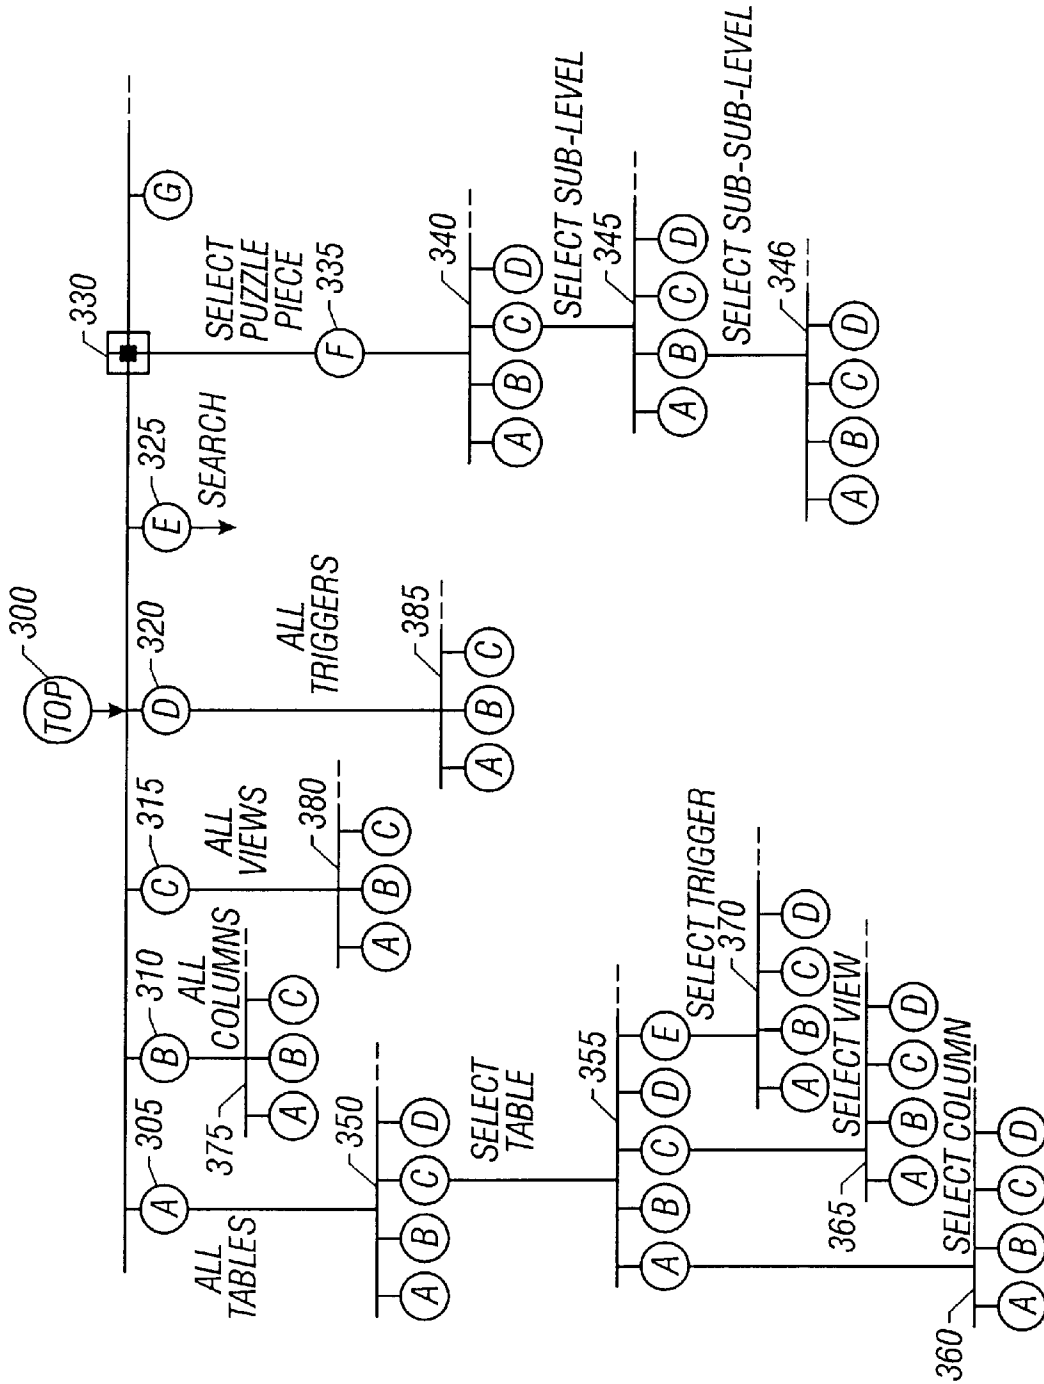 300
TOP
330
305
310
315
320
325
A
B
C
D
E
G
SEARCH
SELECT
PUZZLE
PIECE
335
F
ALL
TABLES
ALL
COLUMNS
ALL
VIEWS
ALL
TRIGGERS
375
A
B
C
380
A
B
C
385
A
B
C
340
A
B
C
D
SELECT SUB-LEVEL
345
A
B
C
D
SELECT SUB-SUB-LEVEL
346
A
B
C
D
350
A
B
C
D
SELECT
TABLE
355
A
B
C
D
E
SELECT TRIGGER
370
A
B
C
D
SELECT VIEW
365
A
B
C
D
SELECT COLUMN
360
A
B
C
D